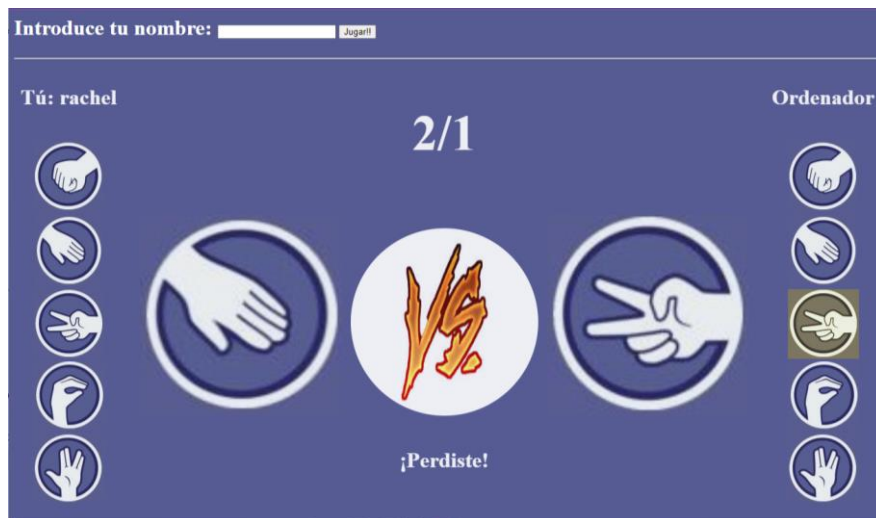 Introduce tu nombre: Jugar!!
Tú: rachel
Ordenador
2/1
VS.
¡Perdiste!